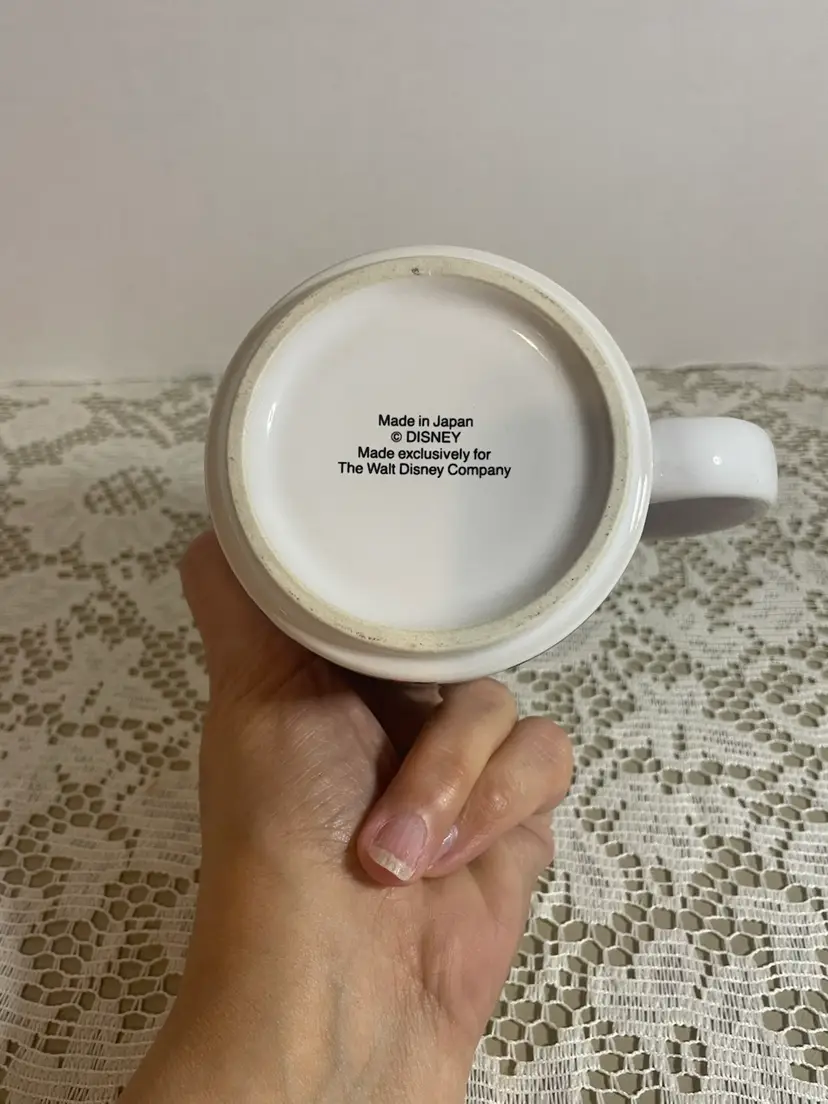 Made in Japan
© DISNEY
Made exclusively for
The Walt Disney Company